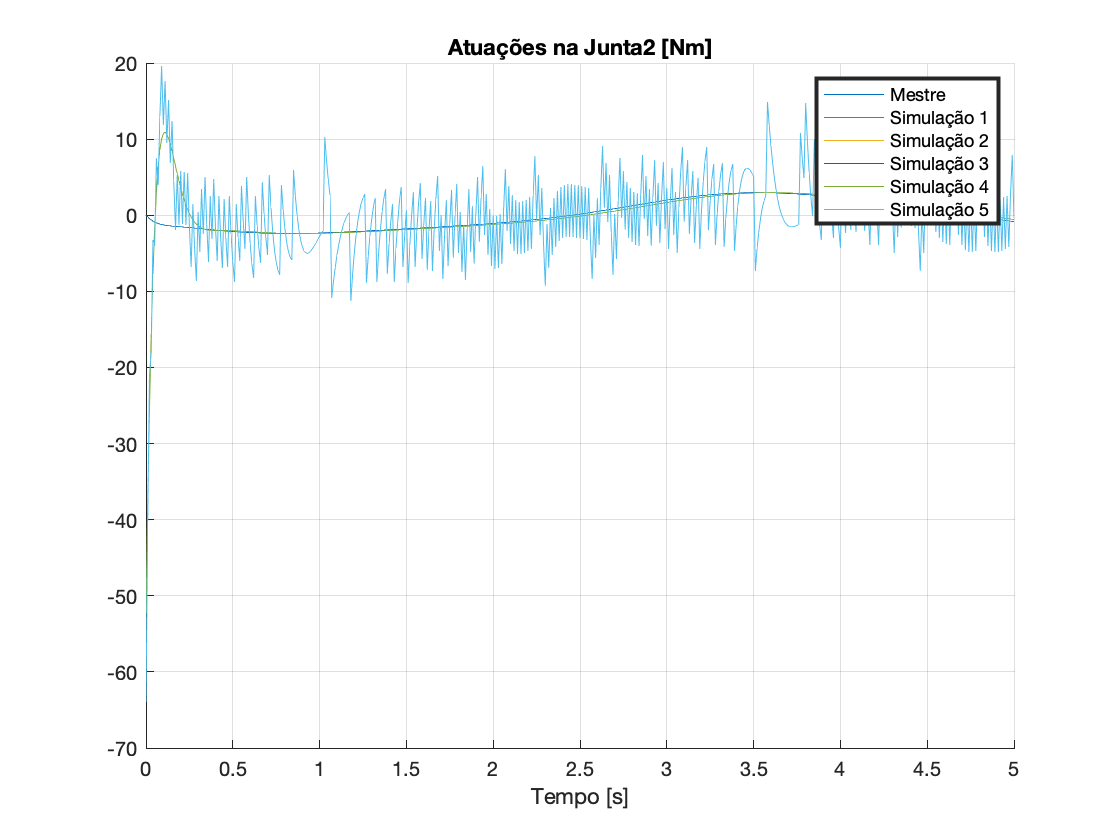 Atuações na Junta2 [Nm]
20
10
0
-10
-20
-30
-40
-50
-60
-70
Mestre
Simulação 1
Simulação 2
Simulação 3
Simulação 4
Simulação 5
0 0.5 1 1.5 2 2.5 3 3.5 4 4.5 5
Tempo [s]